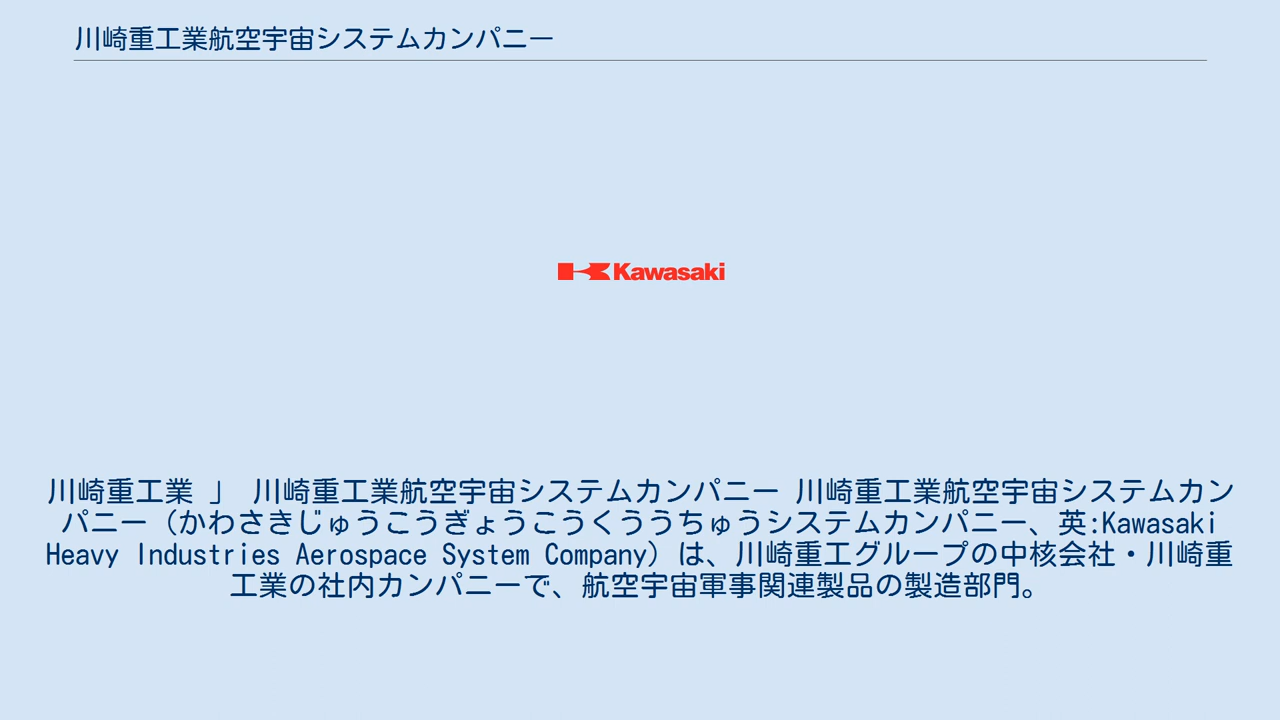 川崎重工業航空宇宙システムカンパニー
Kawasaki
川崎重工業 」 川崎重工業航空宇宙システムカンパニー 川崎重工業航空宇宙システムカン
パニー（かわさきじゅうこうぎょうこうくううちゅうシステムカンパニー、英:Kawasaki
Heavy Industries Aerospace System Company）は、川崎重工グループの中核会社・川崎重
工業の社内カンパニーで、航空宇宙軍事関連製品の製造部門。